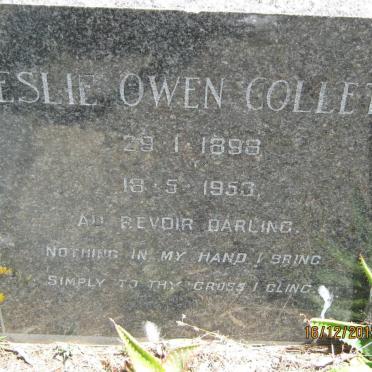 ESLIE OWEN COLLET
29·1·1898
18·5·1953.
AU REVOIR DARLING.
NOTHING IN MY HAND I BRING
SIMPLY TO THY CROSS I CLING
16/12/201